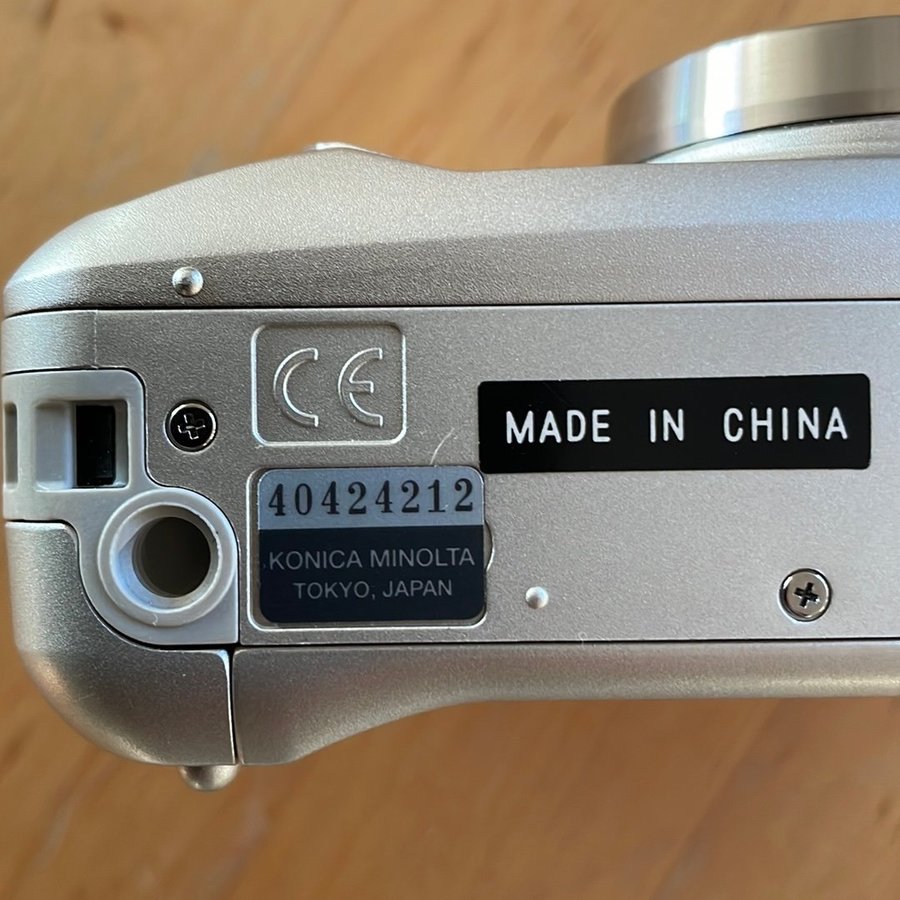 CE
MADE IN CHINA
40424212
KONICA MINOLTA
TOKYO, JAPAN